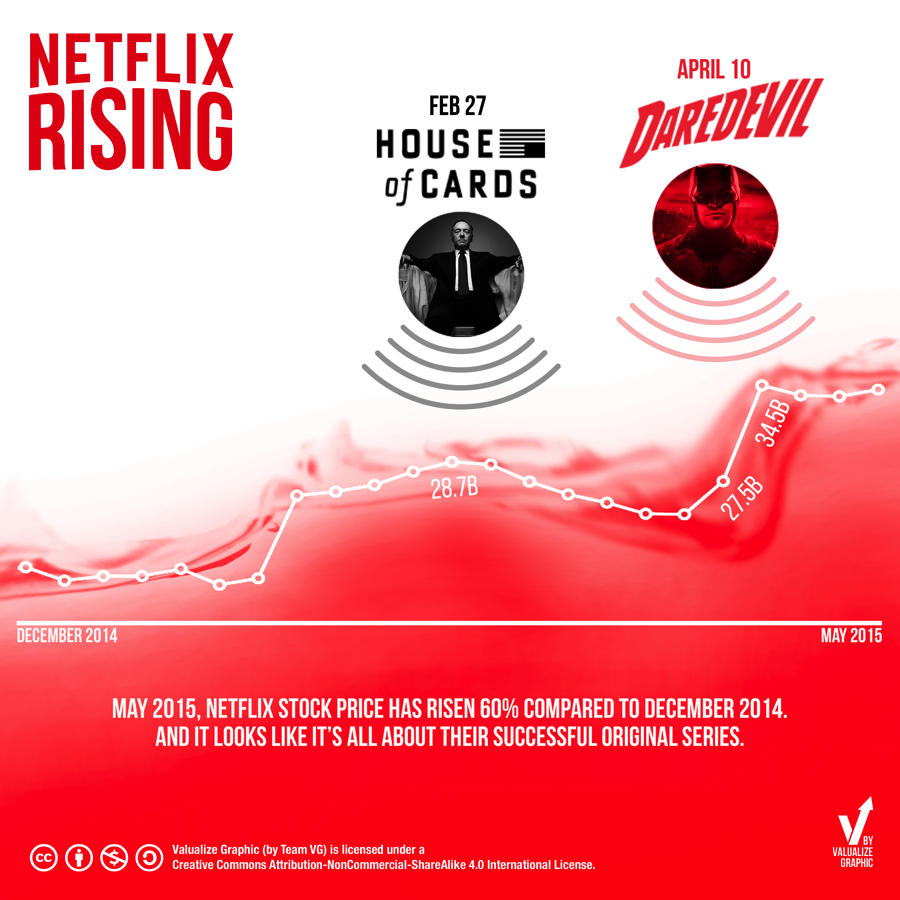 NETFLIX
RISING
FEB 27
HOUSE
of CARDS
APRIL 10
DAREDEVIL
28.7B
27.5B
34.5B
DECEMBER 2014
MAY 2015
MAY 2015, NETFLIX STOCK PRICE HAS RISEN 60% COMPARED TO DECEMBER 2014.
AND IT LOOKS LIKE IT'S ALL ABOUT THEIR SUCCESSFUL ORIGINAL SERIES.
cc
Valualize Graphic (by Team VG) is licensed under a
Creative Commons Attribution-NonCommercial-ShareAlike 4.0 International License.
BY
VALUALIZE
GRAPHIC